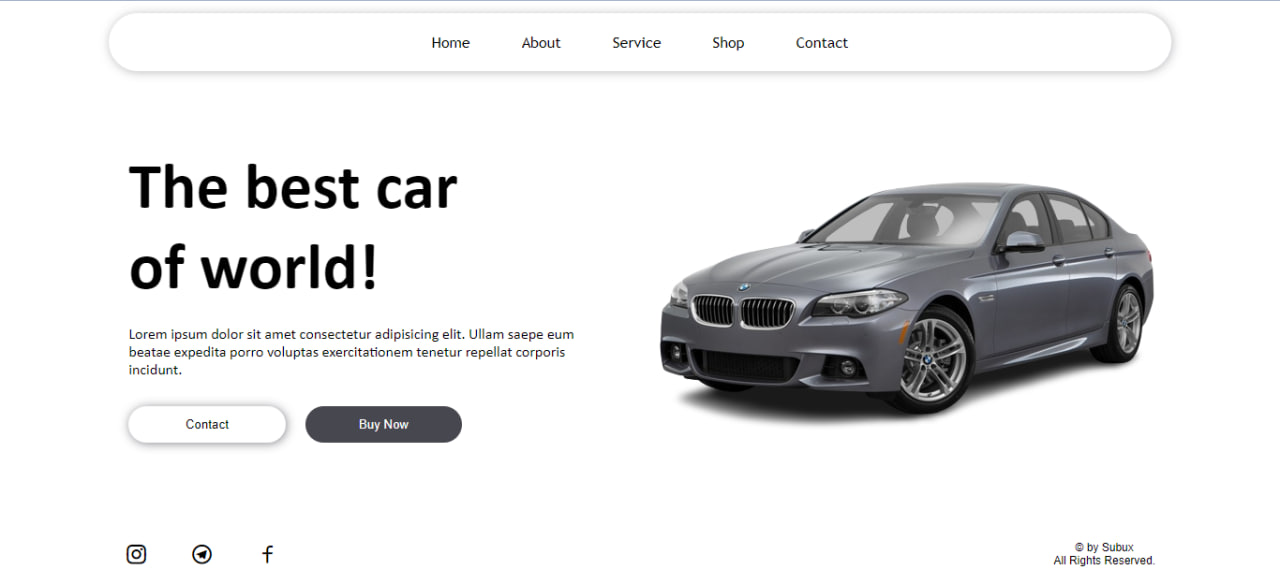 Home About Service Shop Contact
The best car
of world!
Lorem ipsum dolor sit amet consectetur adipisicing elit. Ullam saepe eum
beatae expedita porro voluptas exercitationem tenetur repellat corporis
incidunt.
Contact Buy Now
© by Subux
All Rights Reserved.